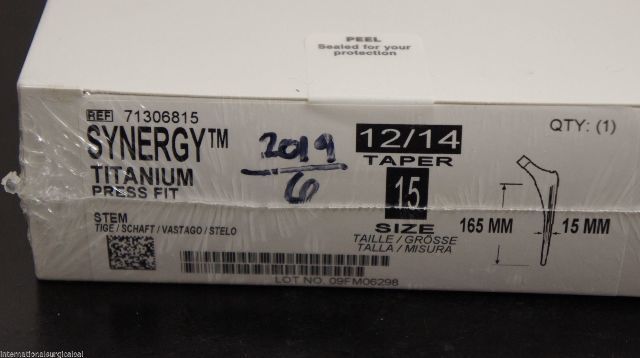 PEEL
Sealed for your
protection
REF 71306815
SYNERGY™
TITANIUM
PRESS FIT
STEM
TIGE / SCHAFT / VASTAGO / STELO
2019
6
12/14
TAPER
15
SIZE
TAILLE / GRÖSSE
TALLA / MISURA
QTY: (1)
165 MM
15 MM
LOT NO. 09FM06298
internationalsurgicalpal